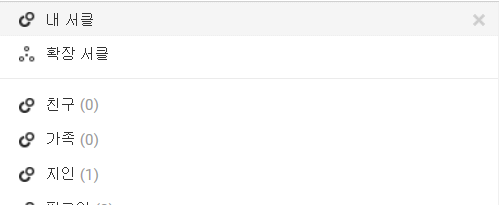 내 서클
확장 서클
친구 (0)
가족 (0)
지인 (1)